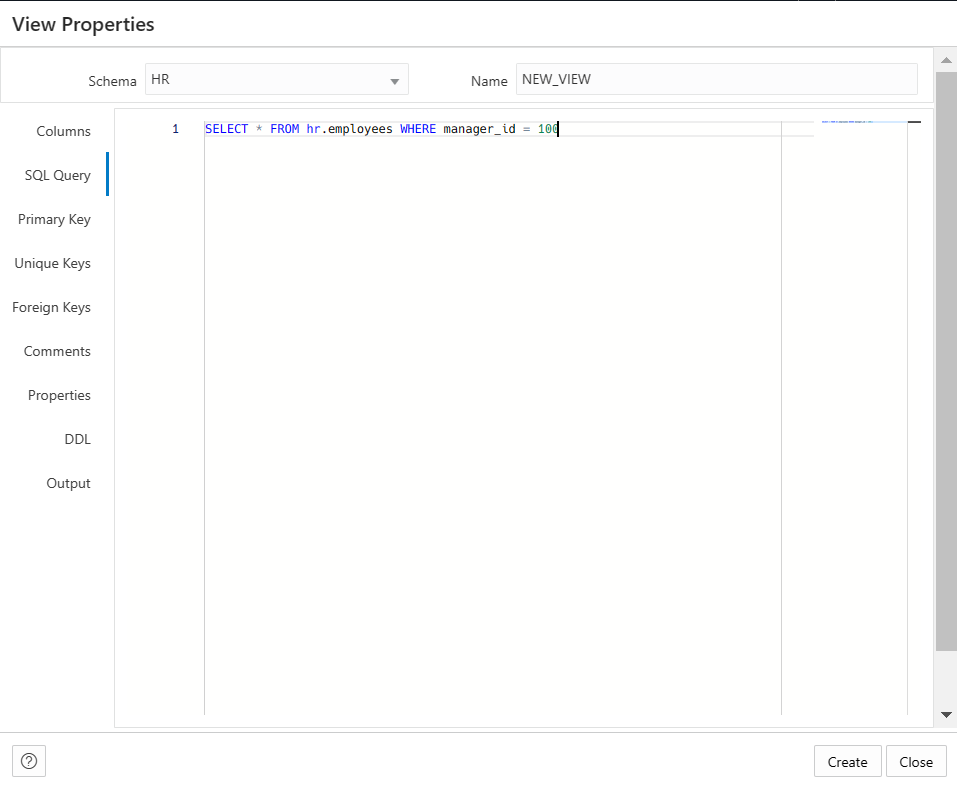 View Properties
Schema HR Name NEW_VIEW
Columns
SQL Query
Primary Key
Unique Keys
Foreign Keys
Comments
Properties
DDL
Output
1 SELECT * FROM hr.employees WHERE manager_id = 100
? Create Close